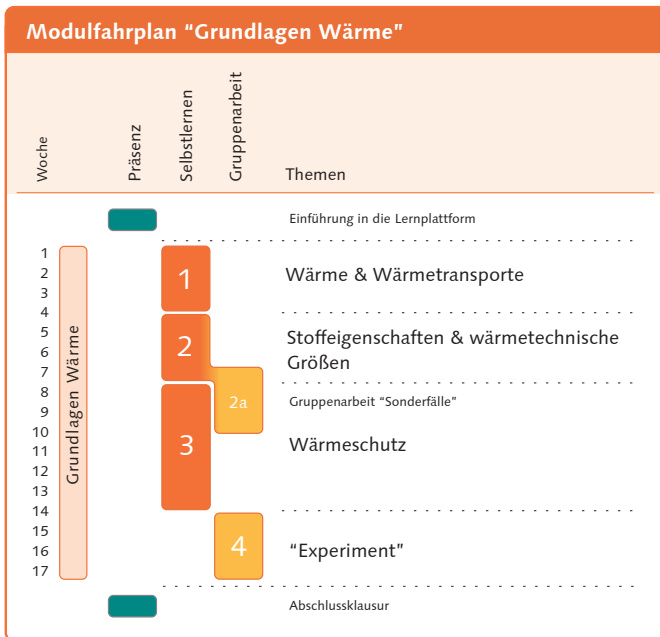 Modulfahrplan “Grundlagen Wärme”
Woche
Präsenz
Selbstlernen
Gruppenarbeit
Themen
Einführung in die Lernplattform
1
2
3
4
5
6
7
8
9
10
11
12
13
14
15
16
17
Grundlagen Wärme
1
Wärme & Wärmetransporte
2
Stoffeigenschaften & wärmetechnische
Größen
2a
Gruppenarbeit “Sonderfälle”
3
Wärmeschutz
4
“Experiment”
Abschlussklausur